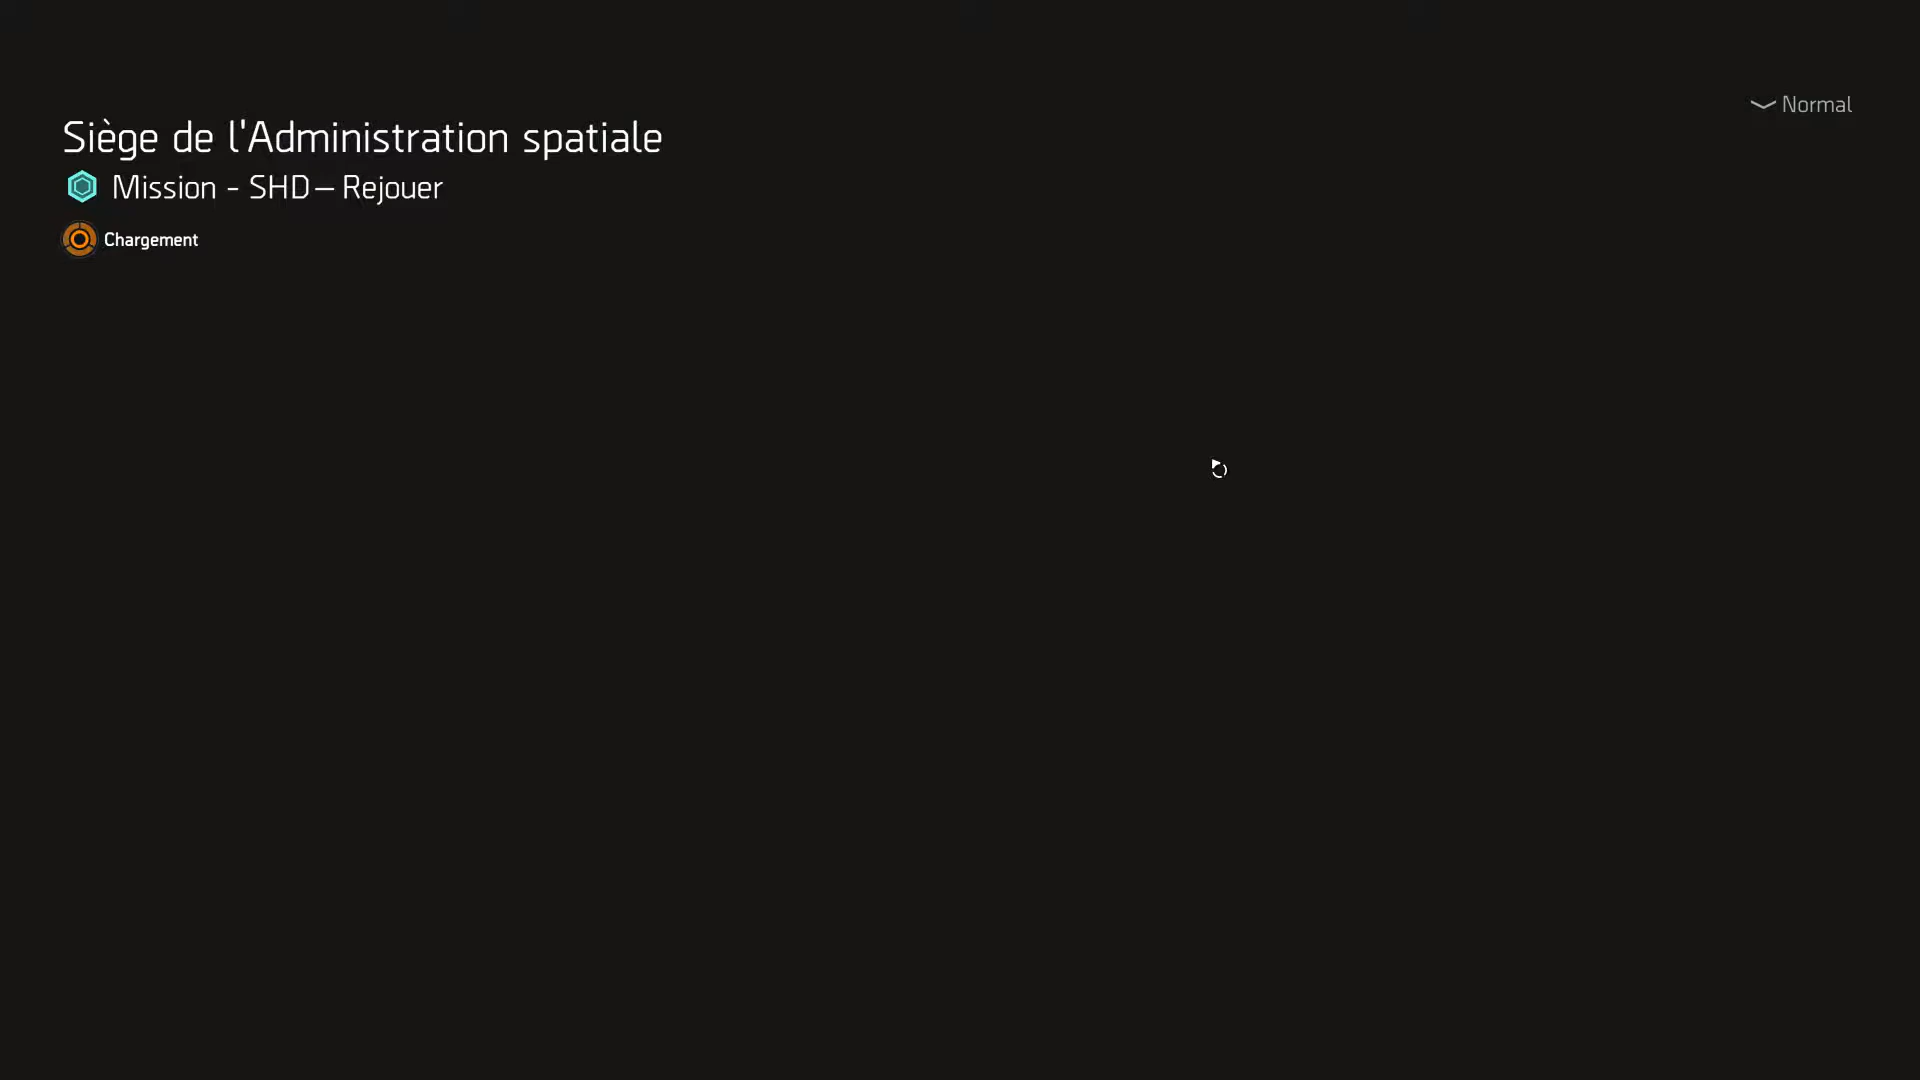 Normal
Siège de l'Administration spatiale
Mission - SHD — Rejouer
Chargement